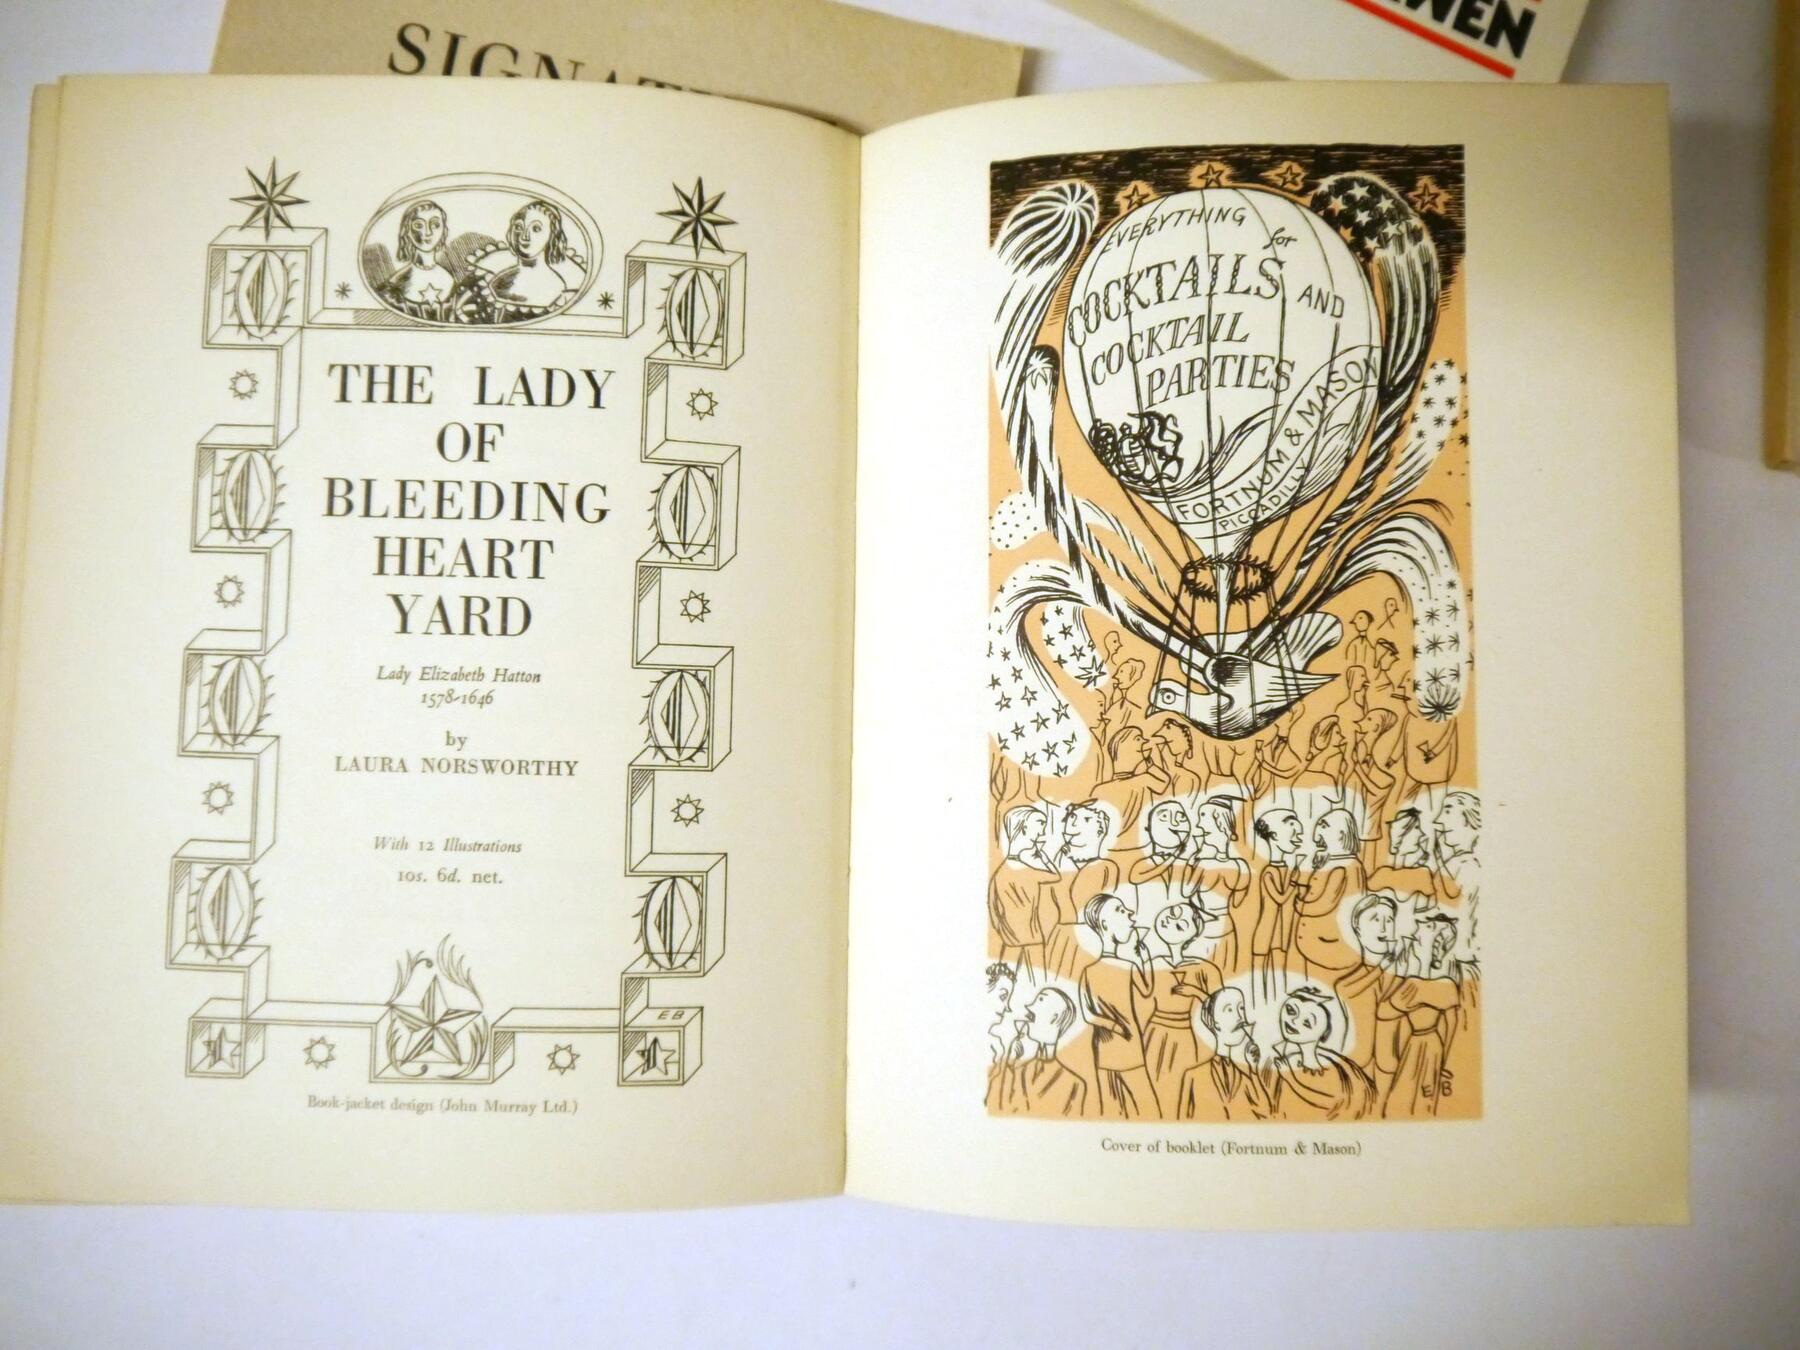 SIGNAT
WEN
THE LADY
OF
BLEEDING
HEART
YARD
Lady Elizabeth Hatton
1578-1646
by
LAURA NORSWORTHY
With 12 Illustrations
10s. 6d. net.
EB
Book-jacket design (John Murray Ltd.)
EVERYTHING
for
COCKTAILS AND
COCKTAIL
PARTIES
FORTNUM & MASON
PICCADILLY
E B
Cover of booklet (Fortnum & Mason)